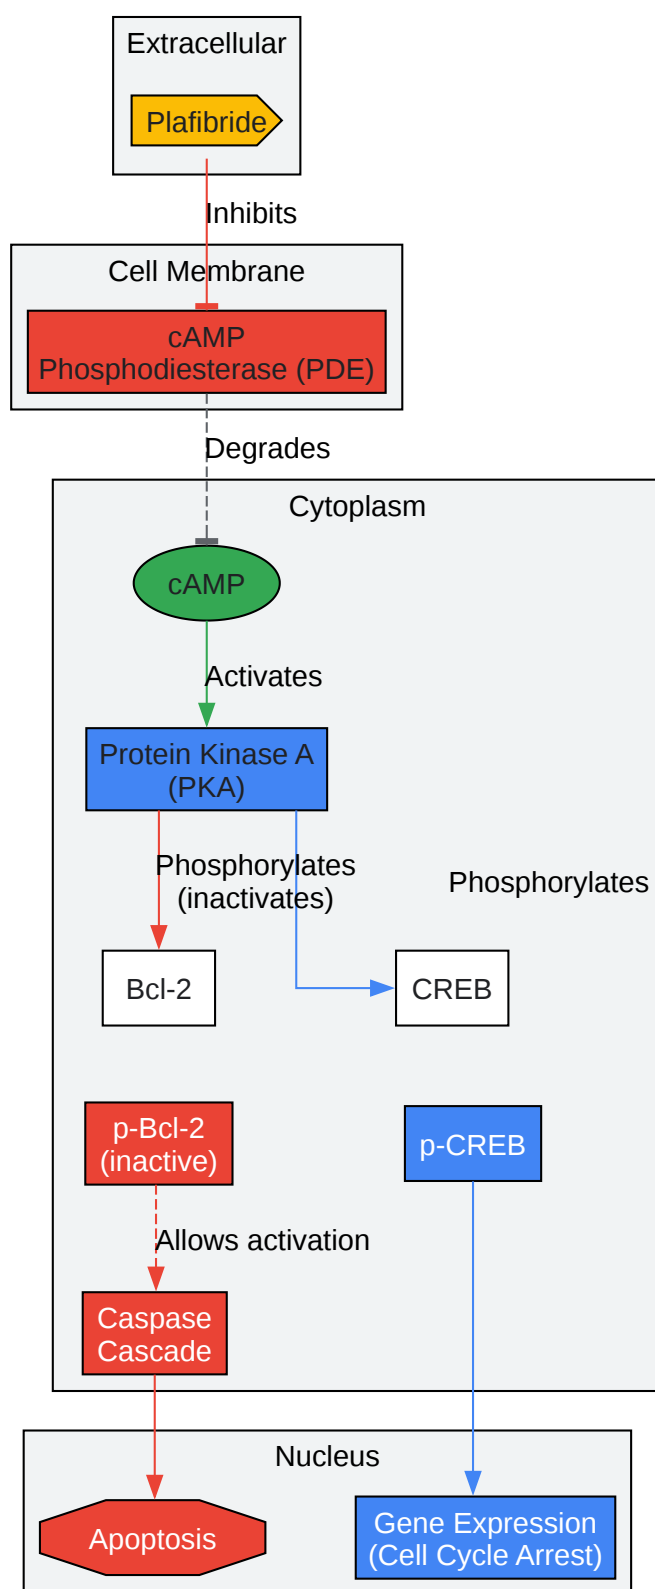 Extracellular
Plafibride
Inhibits
Cell Membrane
cAMP
Phosphodiesterase (PDE)
Degrades
Cytoplasm
cAMP
Activates
Protein Kinase A
(PKA)
Phosphorylates
(inactivates)
Phosphorylates
Bcl-2
CREB
p-Bcl-2
(inactive)
p-CREB
Allows activation
Caspase
Cascade
Nucleus
Apoptosis
Gene Expression
(Cell Cycle Arrest)